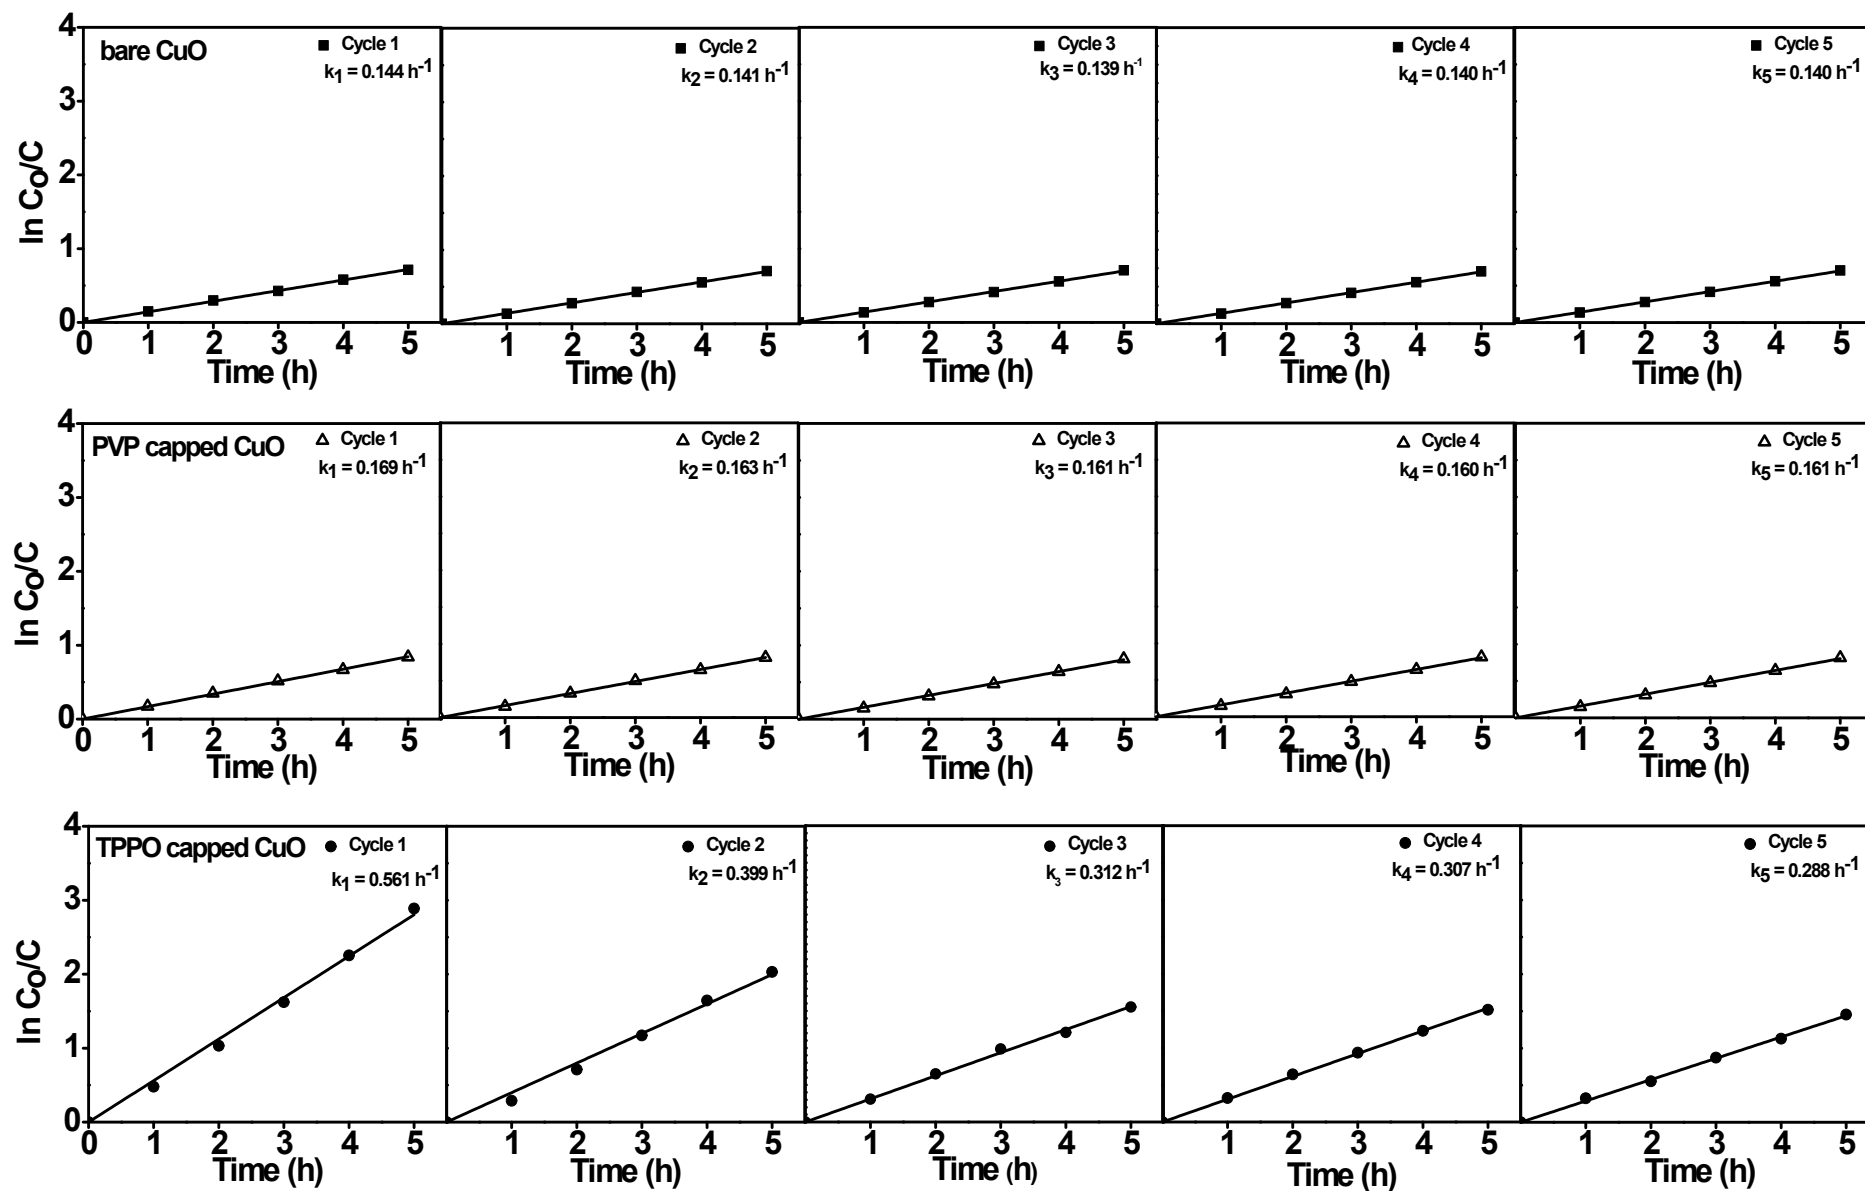 bare CuO
Cycle 1
k1 = 0.144 h-1
Cycle 2
k2 = 0.141 h-1
Cycle 3
k3 = 0.139 h-1
Cycle 4
k4 = 0.140 h-1
Cycle 5
k5 = 0.140 h-1
4
3
2
1
0
ln C0/C
0 1 2 3 4 5
1 2 3 4 5
1 2 3 4 5
1 2 3 4 5
1 2 3 4 5
Time (h)
Time (h)
Time (h)
Time (h)
Time (h)
PVP capped CuO
Cycle 1
k1 = 0.169 h-1
Cycle 2
k2 = 0.163 h-1
Cycle 3
k3 = 0.161 h-1
Cycle 4
k4 = 0.160 h-1
Cycle 5
k5 = 0.161 h-1
4
3
2
1
0
ln C0/C
0 1 2 3 4 5
1 2 3 4 5
1 2 3 4 5
1 2 3 4 5
1 2 3 4 5
Time (h)
Time (h)
Time (h)
Time (h)
Time (h)
TPPO capped CuO
Cycle 1
k1 = 0.561 h-1
Cycle 2
k2 = 0.399 h-1
Cycle 3
k3 = 0.312 h-1
Cycle 4
k4 = 0.307 h-1
Cycle 5
k5 = 0.288 h-1
4
3
2
1
0
ln C0/C
0 1 2 3 4 5
1 2 3 4 5
1 2 3 4 5
1 2 3 4 5
1 2 3 4 5
Time (h)
Time (h)
Time (h)
Time (h)
Time (h)